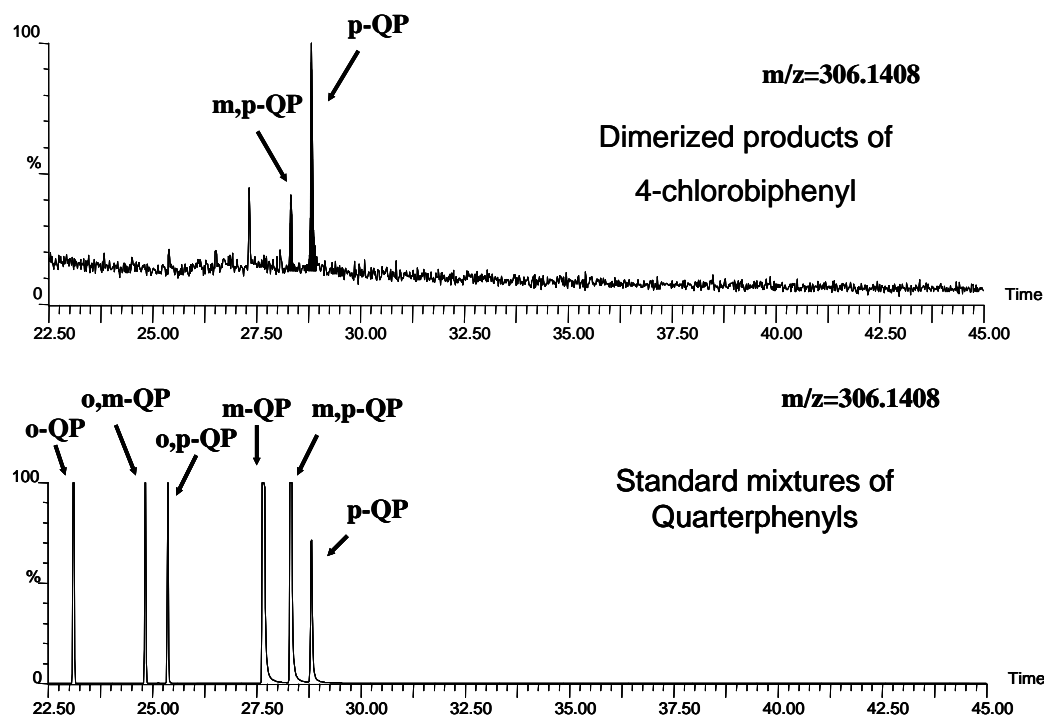 p-QP
100
m/z=306.1408
m,p-QP
Dimerized products of
4-chlorobiphenyl
%
0
Time
22.50 25.00 27.50 30.00 32.50 35.00 37.50 40.00 42.50 45.00
o,m-QP
m-QP
m,p-QP
m/z=306.1408
o-QP
o,p-QP
100
Standard mixtures of
Quarterphenyls
p-QP
%
0
Time
22.50 25.00 27.50 30.00 32.50 35.00 37.50 40.00 42.50 45.00